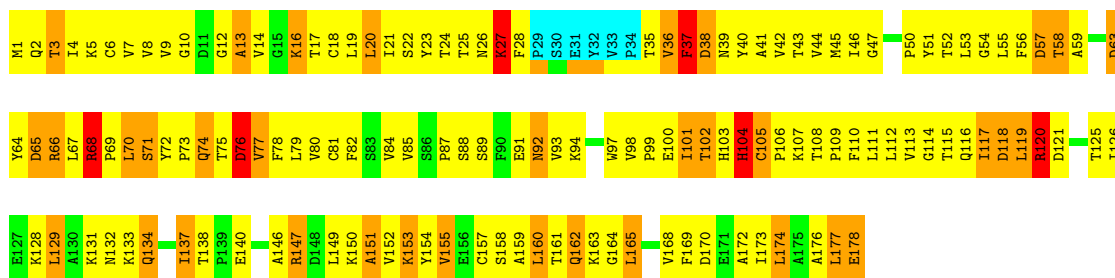 M1 Q2 T3 I4 K5 C6 V7 V8 V9 G10 D11 G12 A13 V14 G15 K16 T17 C18 L19 L20 I21 S22 Y23 T24 T25 N26 K27 F28 P29 S30 E31 Y32 V33 P34 T35 V36 F37 D38 N39 Y40 A41 V42 T43 V44 M45 I46 G47 P50 Y51 T52 L53 G54 L55 F56 D57 T58 A59 D63
Y64 D65 R66 L67 R68 P69 L70 S71 Y72 P73 Q74 T75 D76 V77 F78 L79 V80 C81 F82 S83 V84 V85 S86 P87 S88 S89 F90 E91 N92 V93 K94 W97 V98 P99 E100 I101 T102 H103 H104 C105 P106 K107 T108 P109 F110 L111 L112 V113 G114 T115 Q116 I117 D118 L119 R120 D121 T125 I126
E127 K128 L129 A130 K131 N132 K133 Q134 I137 T138 P139 E140 A146 R147 D148 L149 K150 A151 V152 K153 Y154 V155 E156 C157 S158 A159 L160 T161 Q162 K163 G164 L165 V168 F169 D170 E171 A172 I173 L174 A175 A176 L177 E178